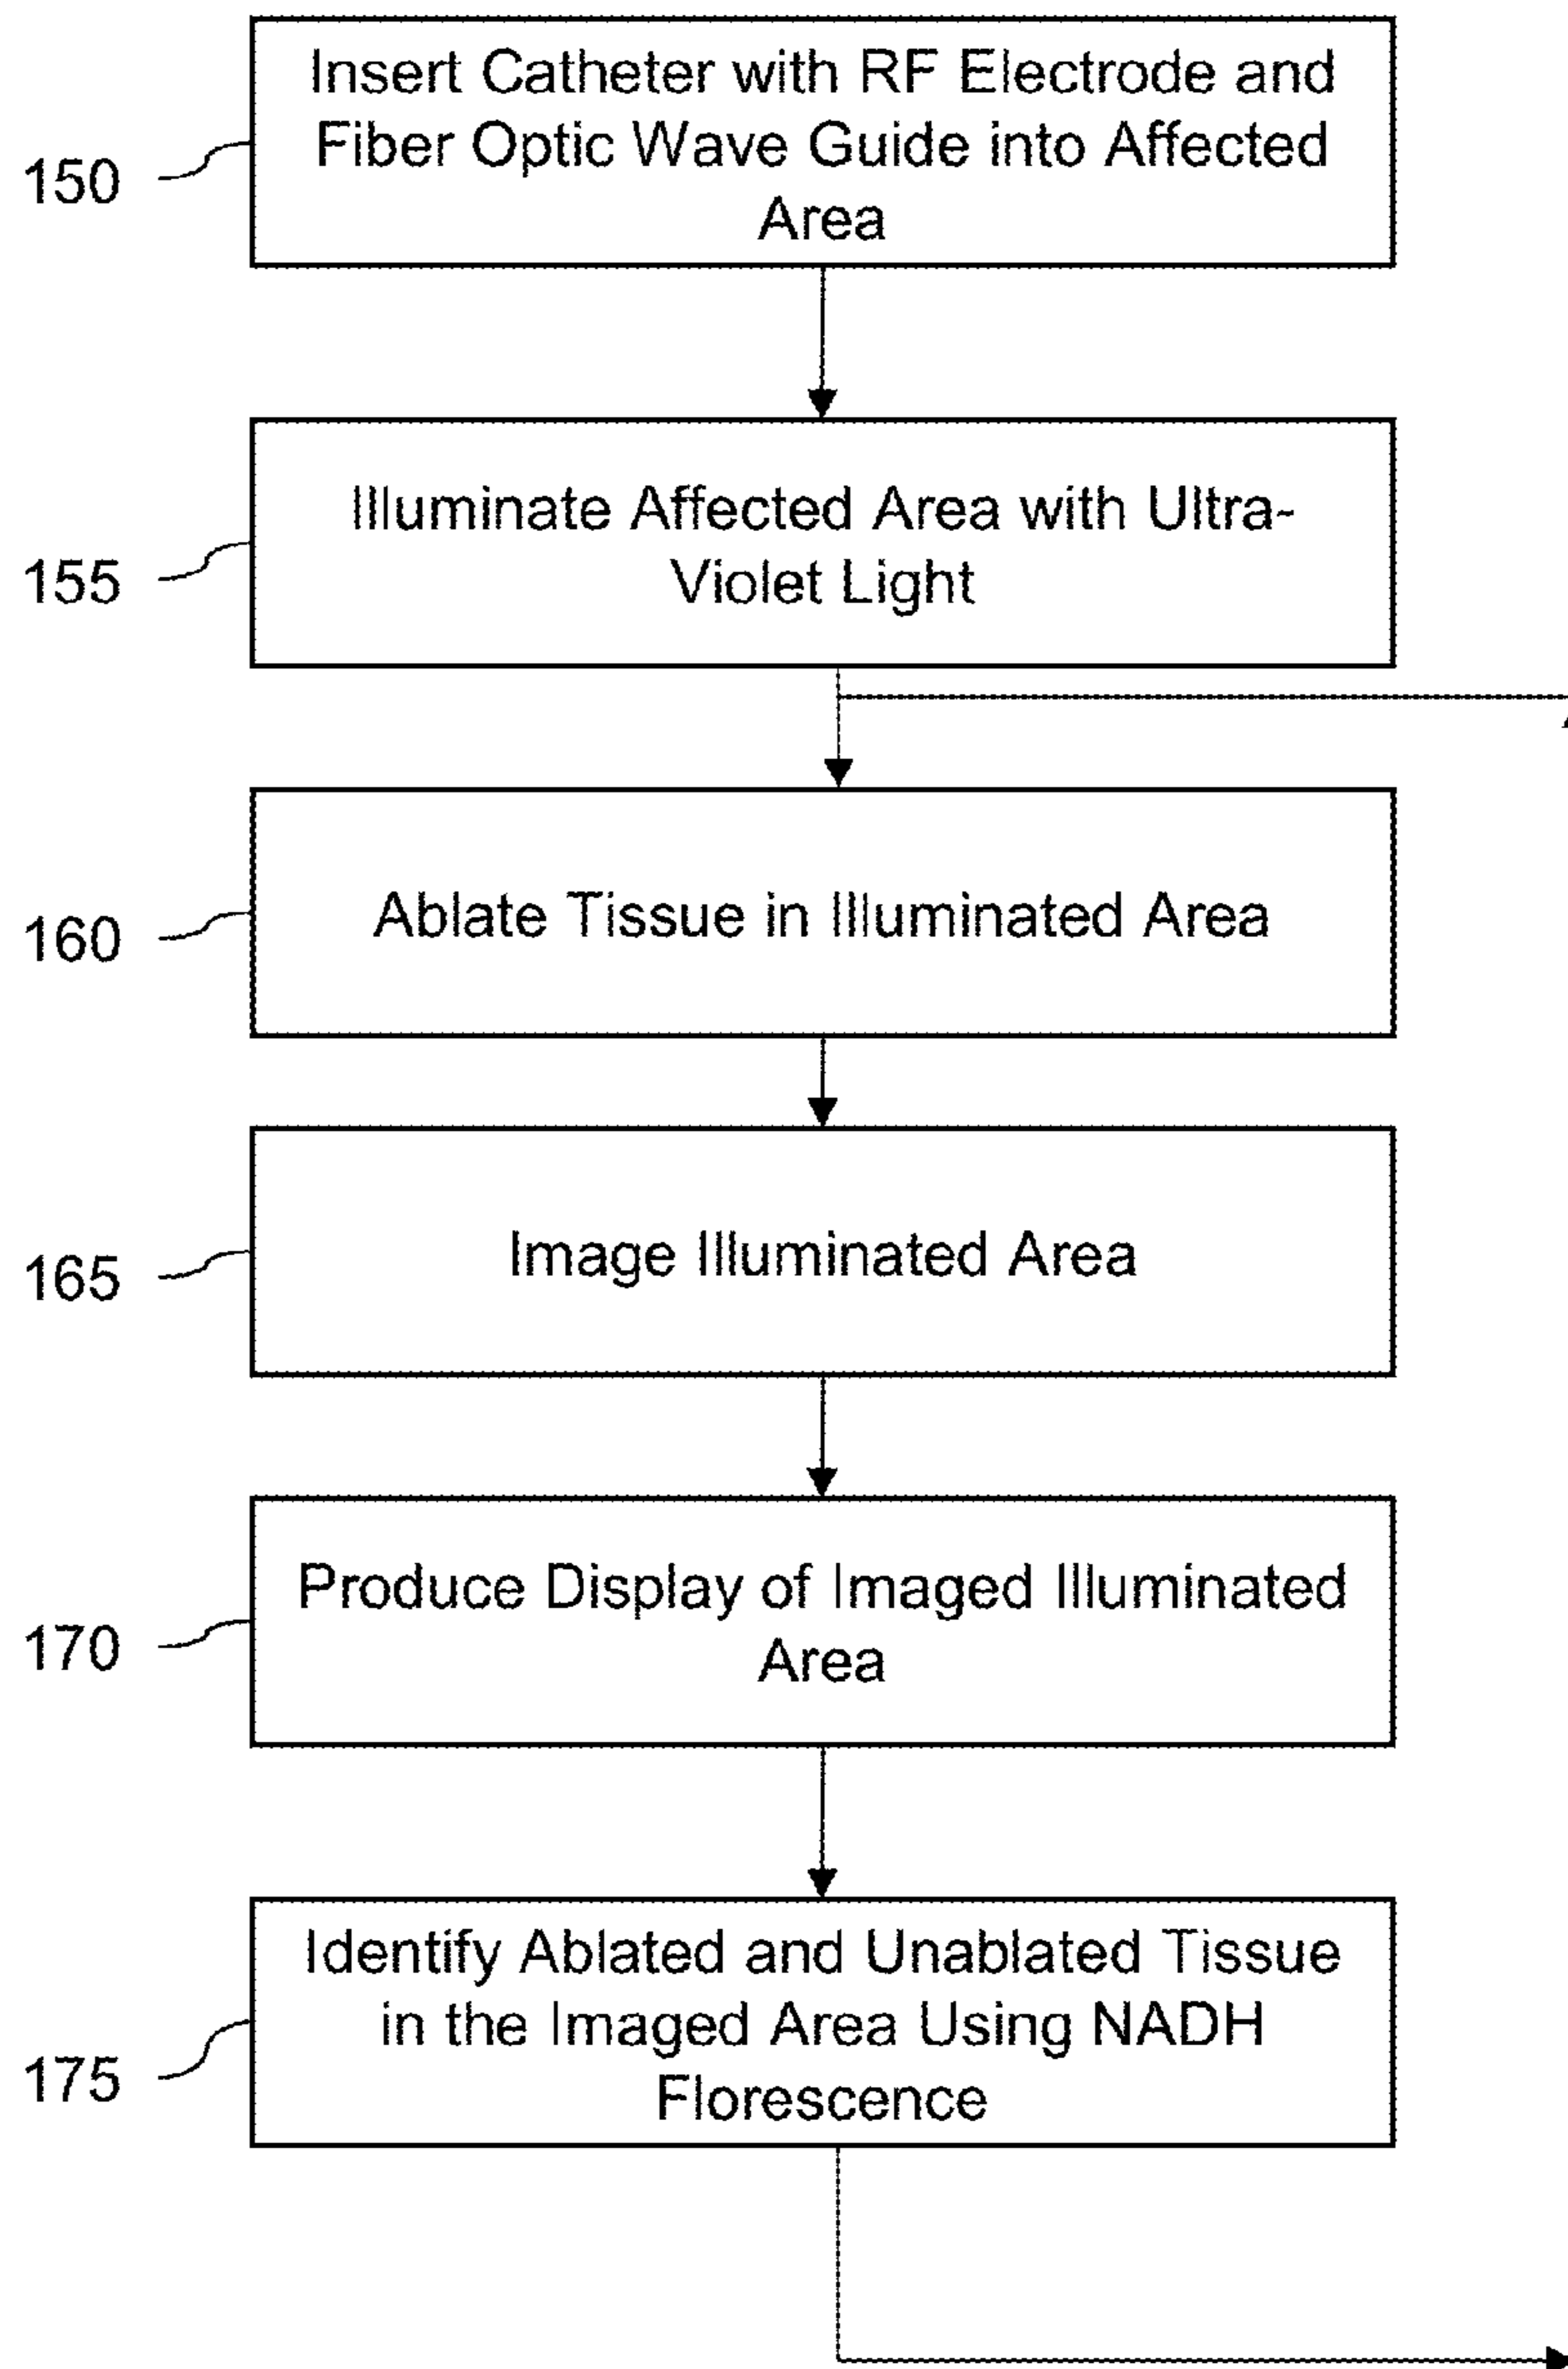 Insert Catheter with RF Electrode and
Fiber Optic Wave Guide into Affected
Area
150
Illuminate Affected Area with Ultra-
Violet Light
155
Ablate Tissue in Illuminated Area
160
Image Illuminated Area
165
Produce Display of Imaged Illuminated
Area
170
Identify Ablated and Unablated Tissue
in the Imaged Area Using NADH
Florescence
175